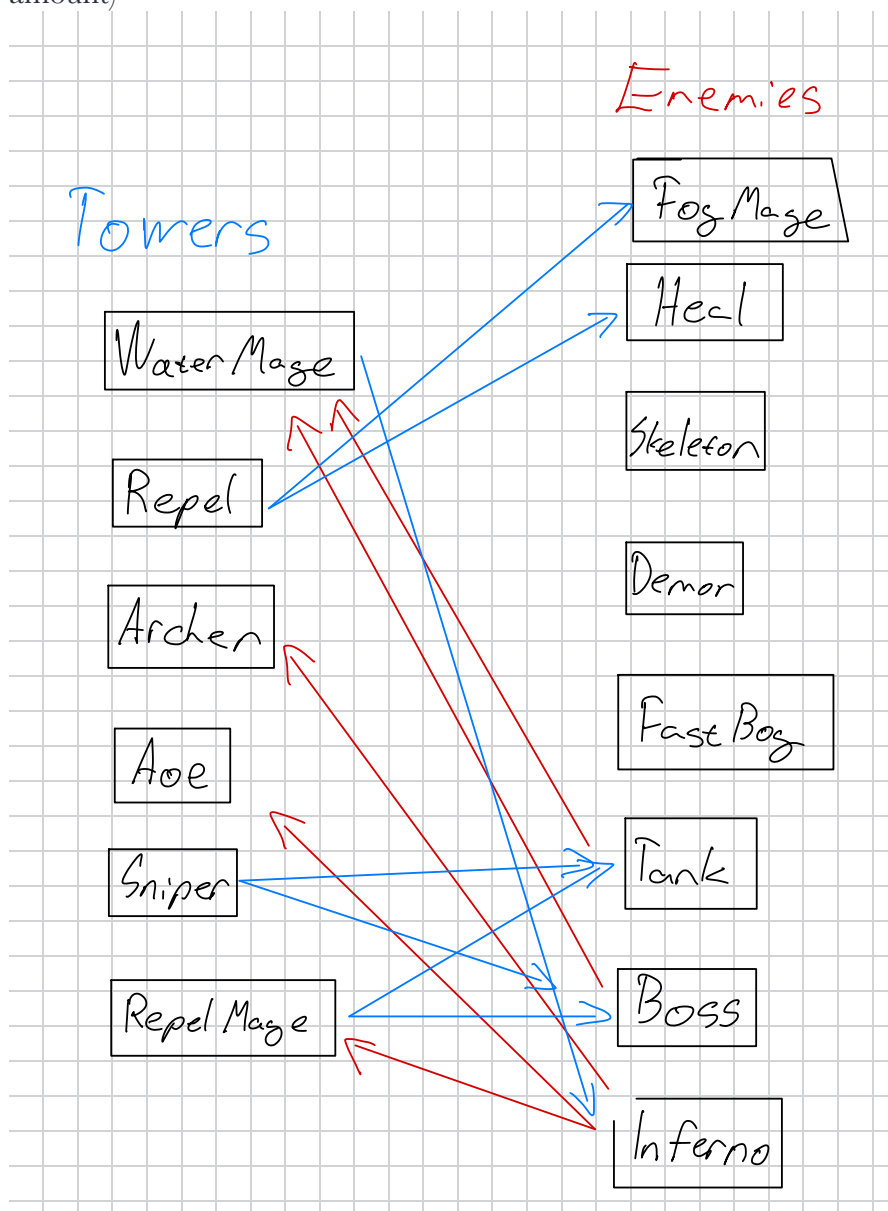 amount)
Enemies
Towers
Fog Mage
Heal
Water Mage
Skeleton
Repel
Demon
Archer
Fast Bog
Aoe
Tank
Sniper
Boss
Repel Mage
Inferno